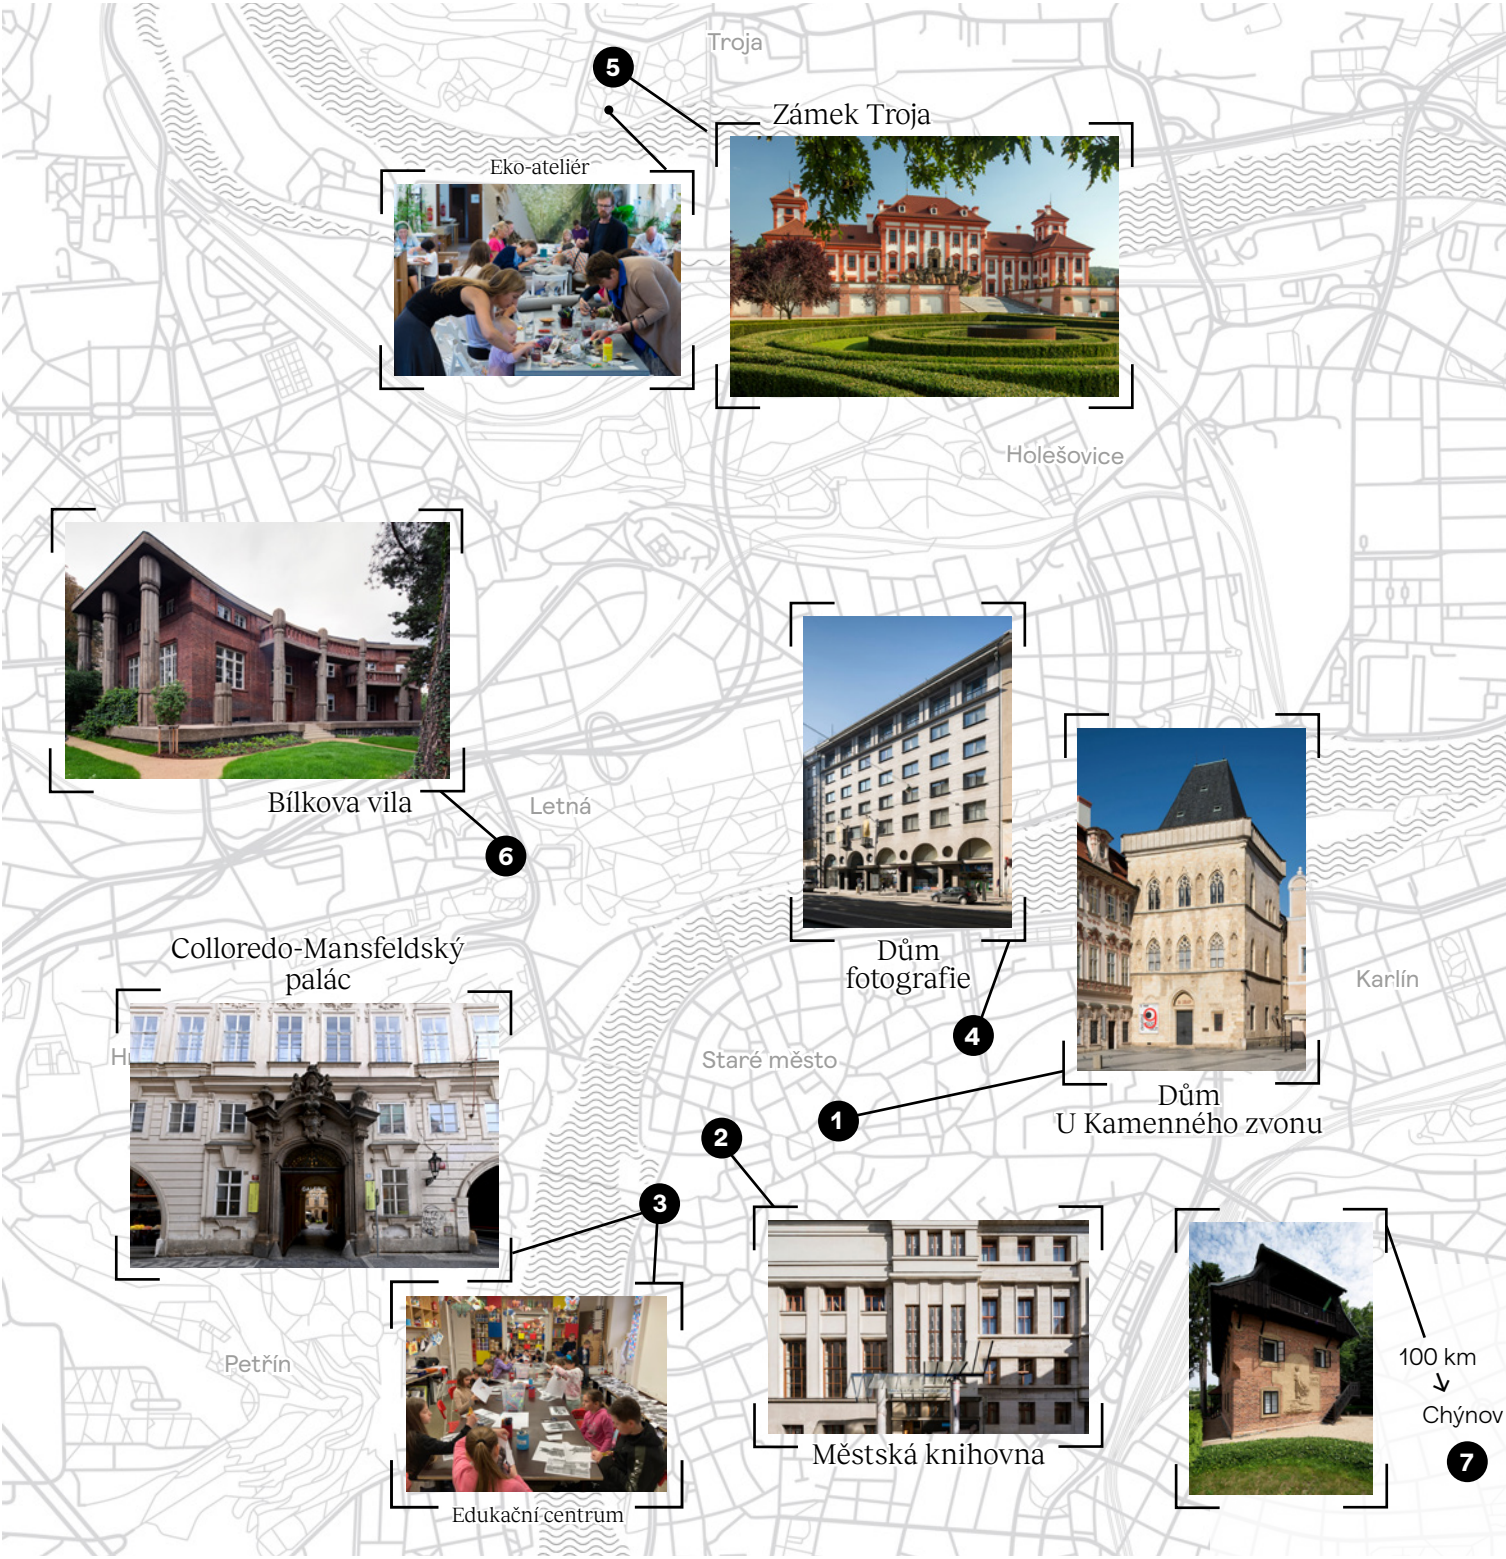 Troja
5
Zámek Troja
Eko-ateliér
Holešovice
Bílkova vila
Letná
6
Colloredo-Mansfeldský
palác
Dům
fotografie
4
Karlín
Staré město
1
Dům
U Kamenného zvonu
2
3
Petřín
100 km
Chýnov
7
Městská knihovna
Edukační centrum